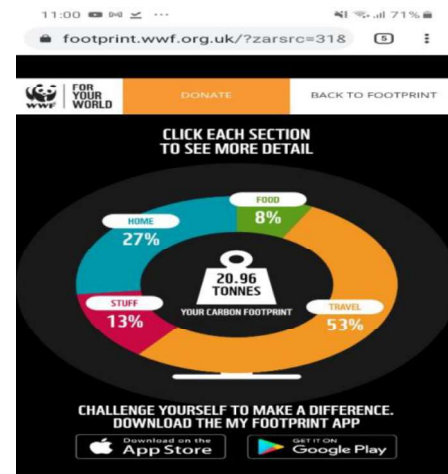 11:00 ... 71%
footprint.wwf.org.uk/?zarsrc=31& 5
WWF FOR YOUR WORLD DONATE BACK TO FOOTPRINT
CLICK EACH SECTION
TO SEE MORE DETAIL
FOOD
8%
HOME
27%
20.96
TONNES
YOUR CARBON FOOTPRINT
STUFF
13%
TRAVEL
53%
CHALLENGE YOURSELF TO MAKE A DIFFERENCE.
DOWNLOAD THE MY FOOTPRINT APP
Download on the
App Store
GET IT ON
Google Play